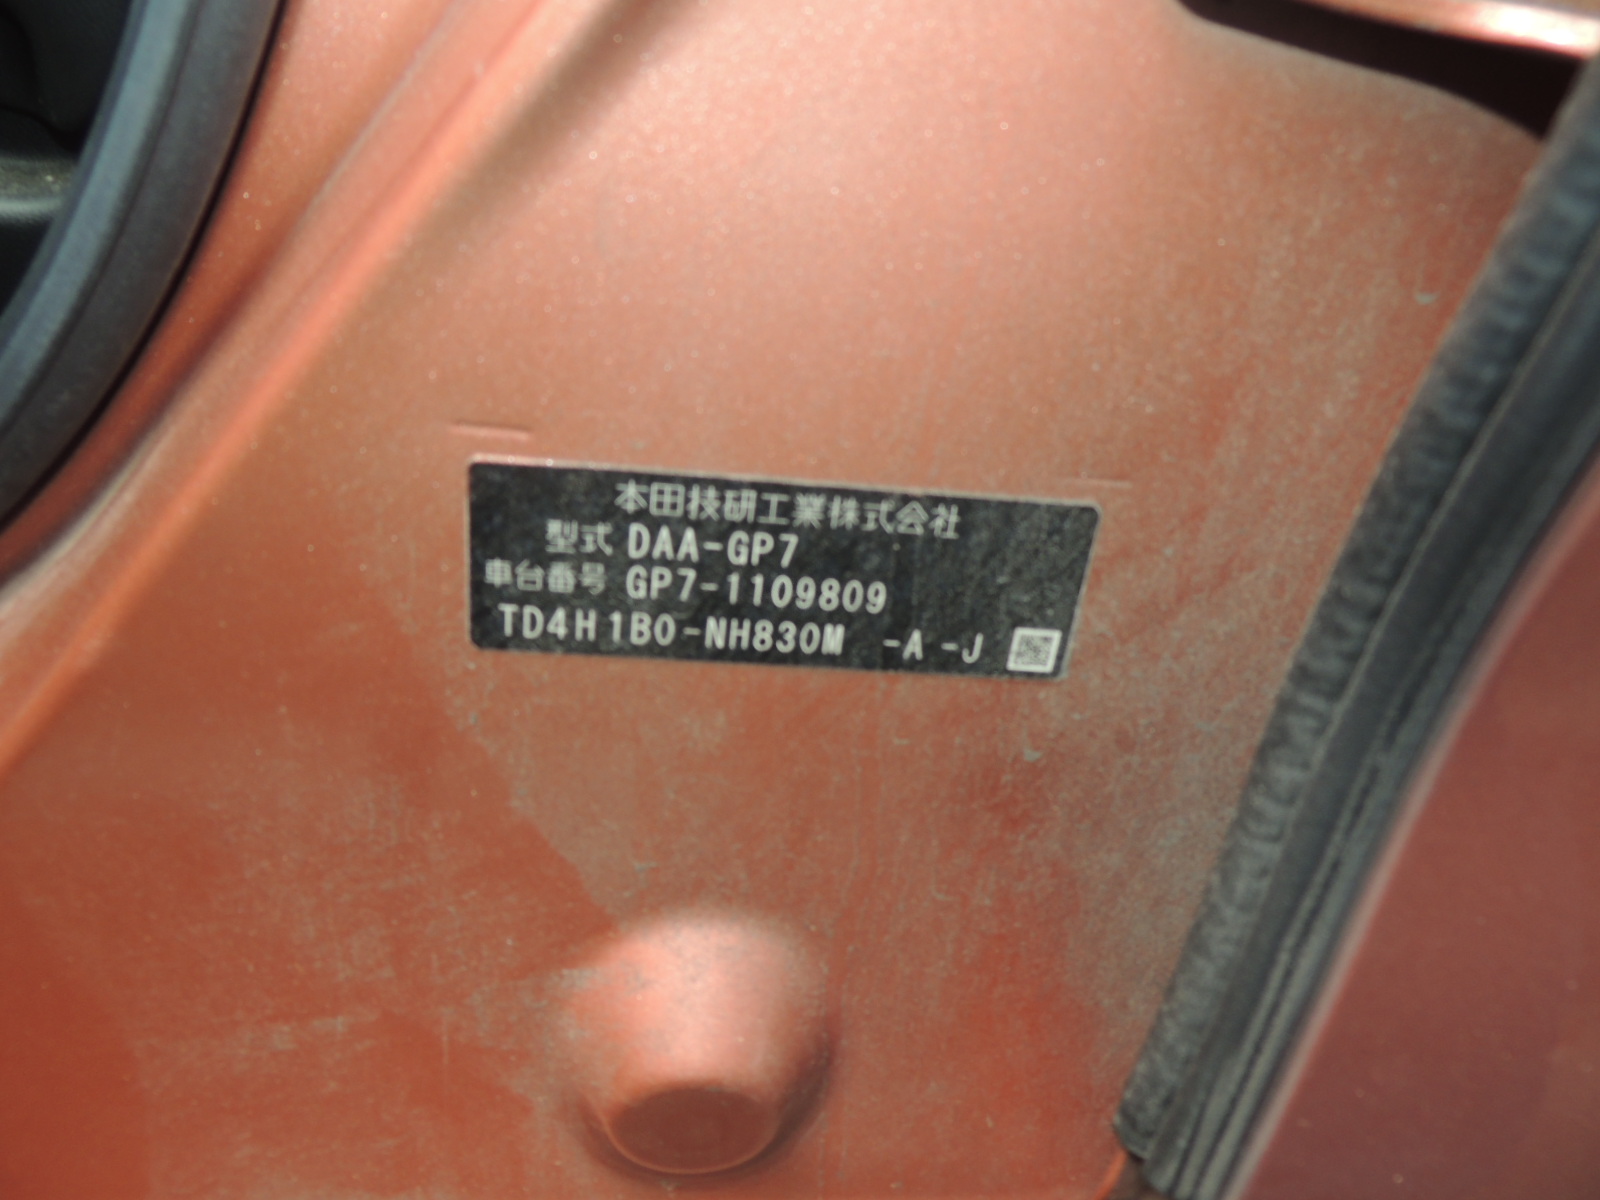 本田技研工業株式会社
型式 DAA-GP7
車台番号 GP7-1109809
TD4H1B0-NH830M -A -J